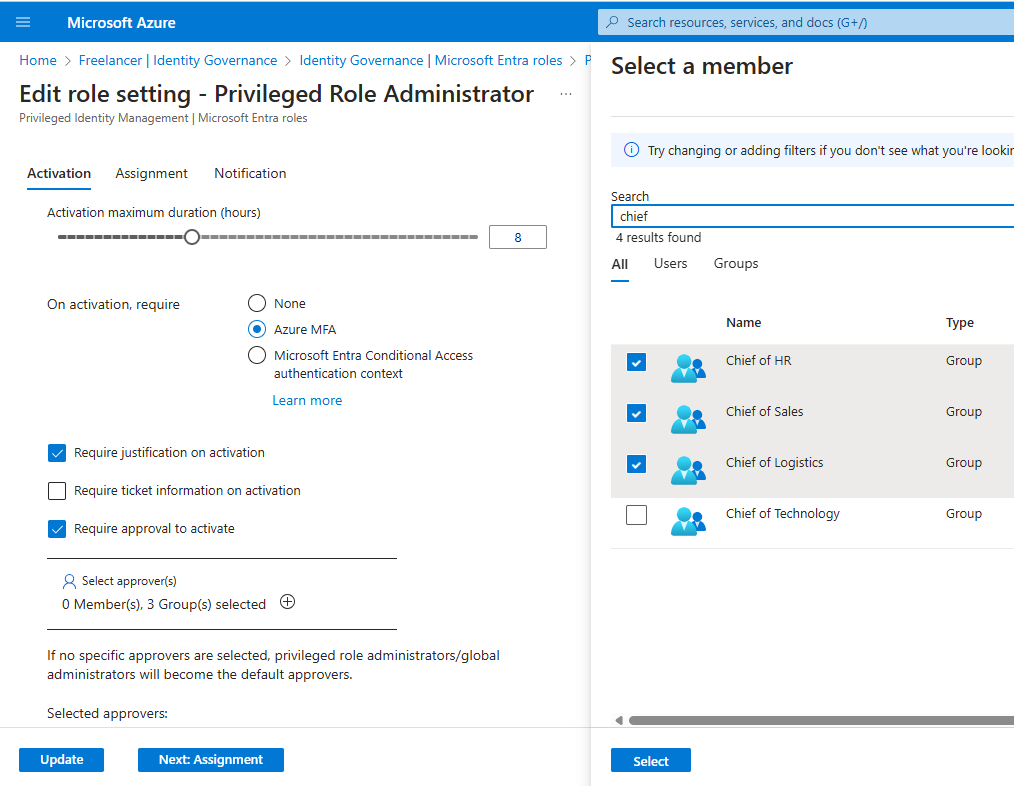 Microsoft Azure
Search resources, services, and docs (G+/)
Home > Freelancer | Identity Governance > Identity Governance | Microsoft Entra roles > P
Edit role setting - Privileged Role Administrator ...
Privileged Identity Management | Microsoft Entra roles
Activation Assignment Notification
Activation maximum duration (hours)
8
On activation, require
None
Azure MFA
Microsoft Entra Conditional Access
authentication context
Learn more
Require justification on activation
Require ticket information on activation
Require approval to activate
Select approver(s)
0 Member(s), 3 Group(s) selected
If no specific approvers are selected, privileged role administrators/global
administrators will become the default approvers.
Selected approvers:
Update
Next: Assignment
Select a member
Try changing or adding filters if you don't see what you're lookin
Search
chief
4 results found
All Users Groups
Name Type
Chief of HR Group
Chief of Sales Group
Chief of Logistics Group
Chief of Technology Group
Select